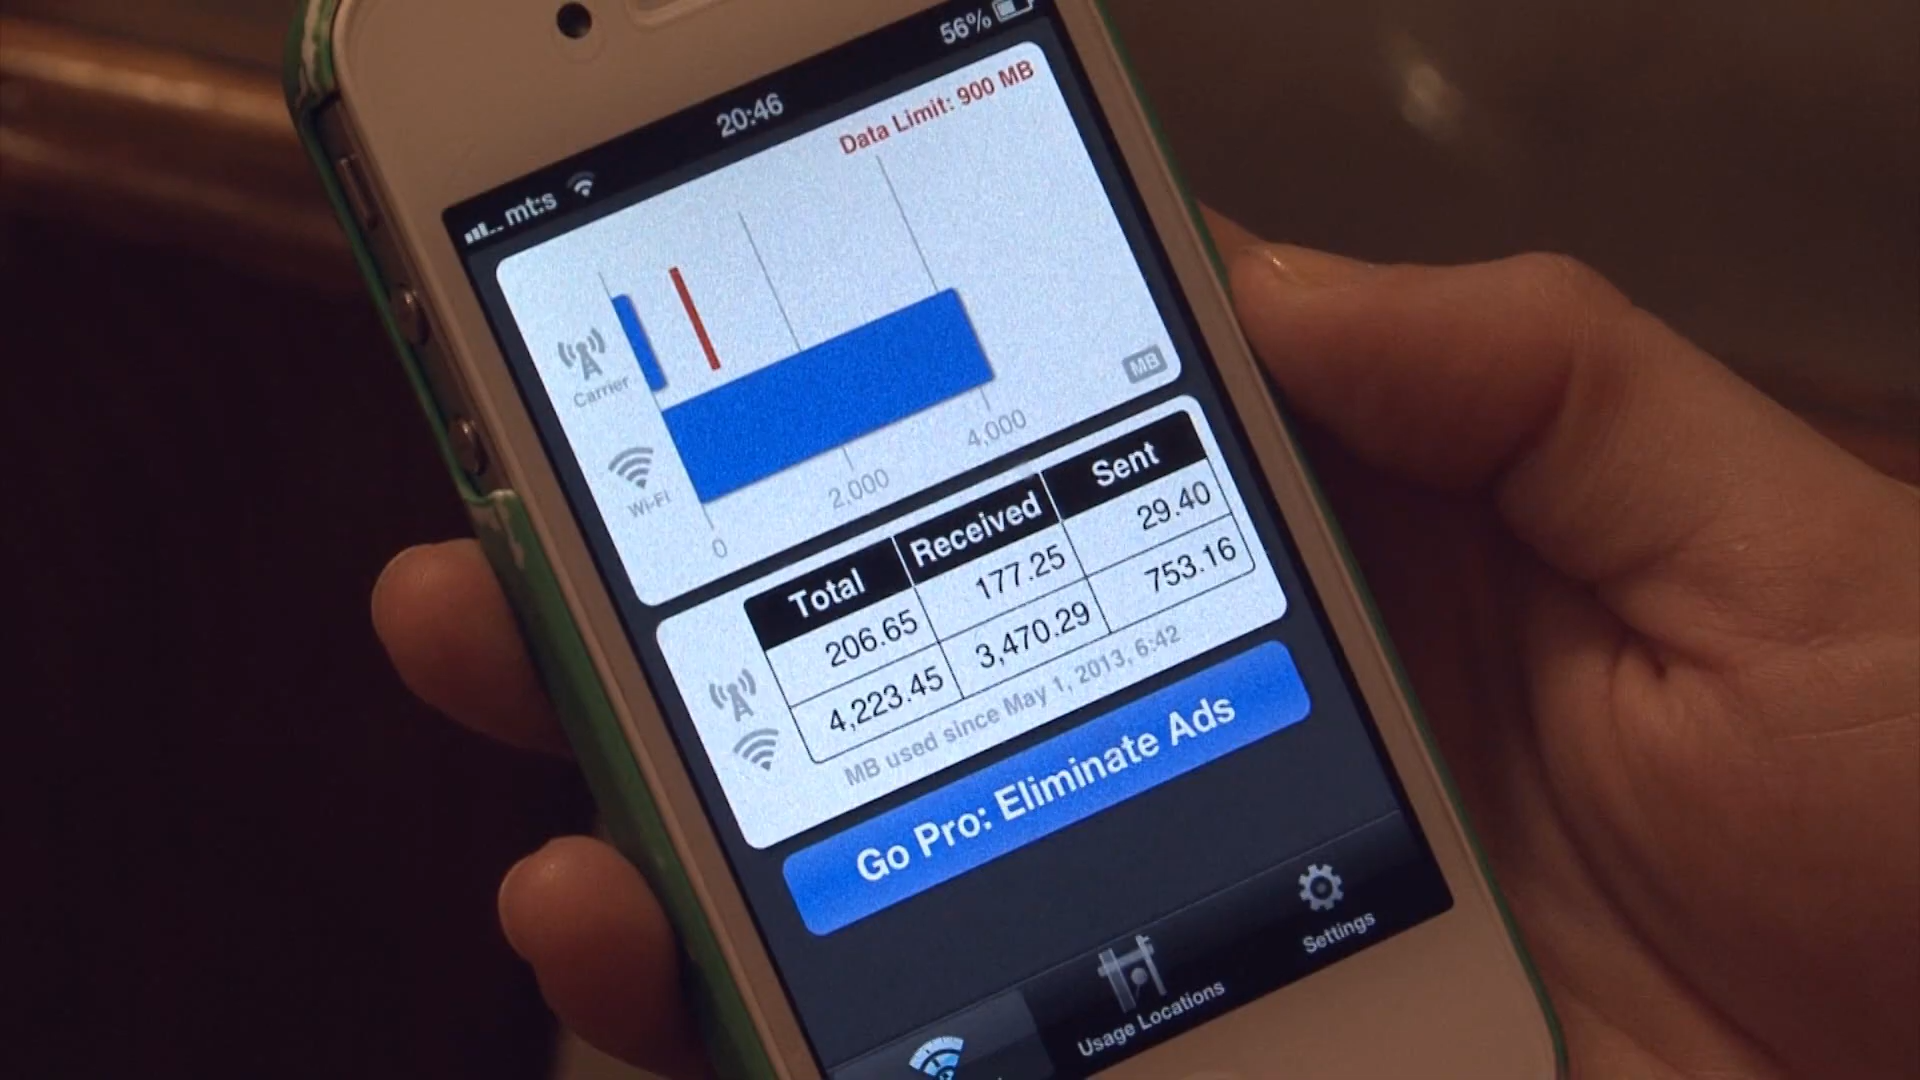 mt:s 20:46 56%
Data Limit: 900 MB
Carrier
Wi-Fi
MB
0 2,000 4,000
Total Received Sent
206.65 177.25 29.40
4,223.45 3,470.29 753.16
MB used since May 1, 2013, 6:42
Go Pro: Eliminate Ads
Usage Locations
Settings